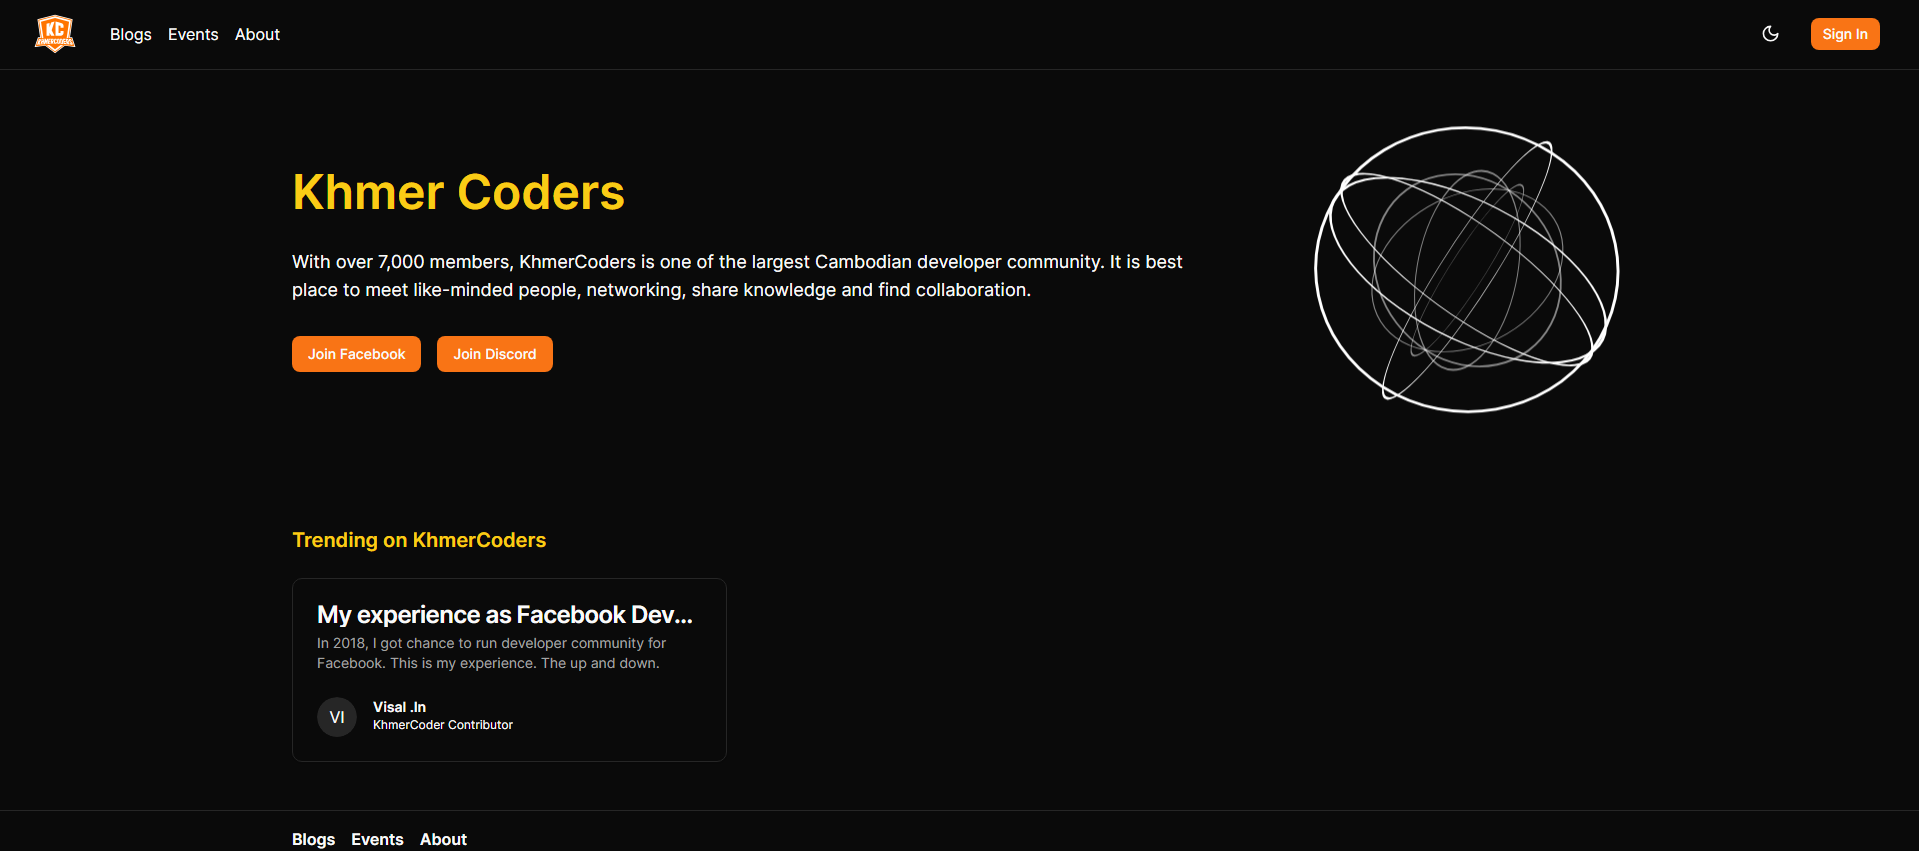 KC
KHMERCODERS
Blogs Events About
Sign In
Khmer Coders
With over 7,000 members, KhmerCoders is one of the largest Cambodian developer community. It is best
place to meet like-minded people, networking, share knowledge and find collaboration.
Join Facebook Join Discord
Trending on KhmerCoders
My experience as Facebook Dev...
In 2018, I got chance to run developer community for
Facebook. This is my experience. The up and down.
VI
Visal .In
KhmerCoder Contributor
Blogs Events About